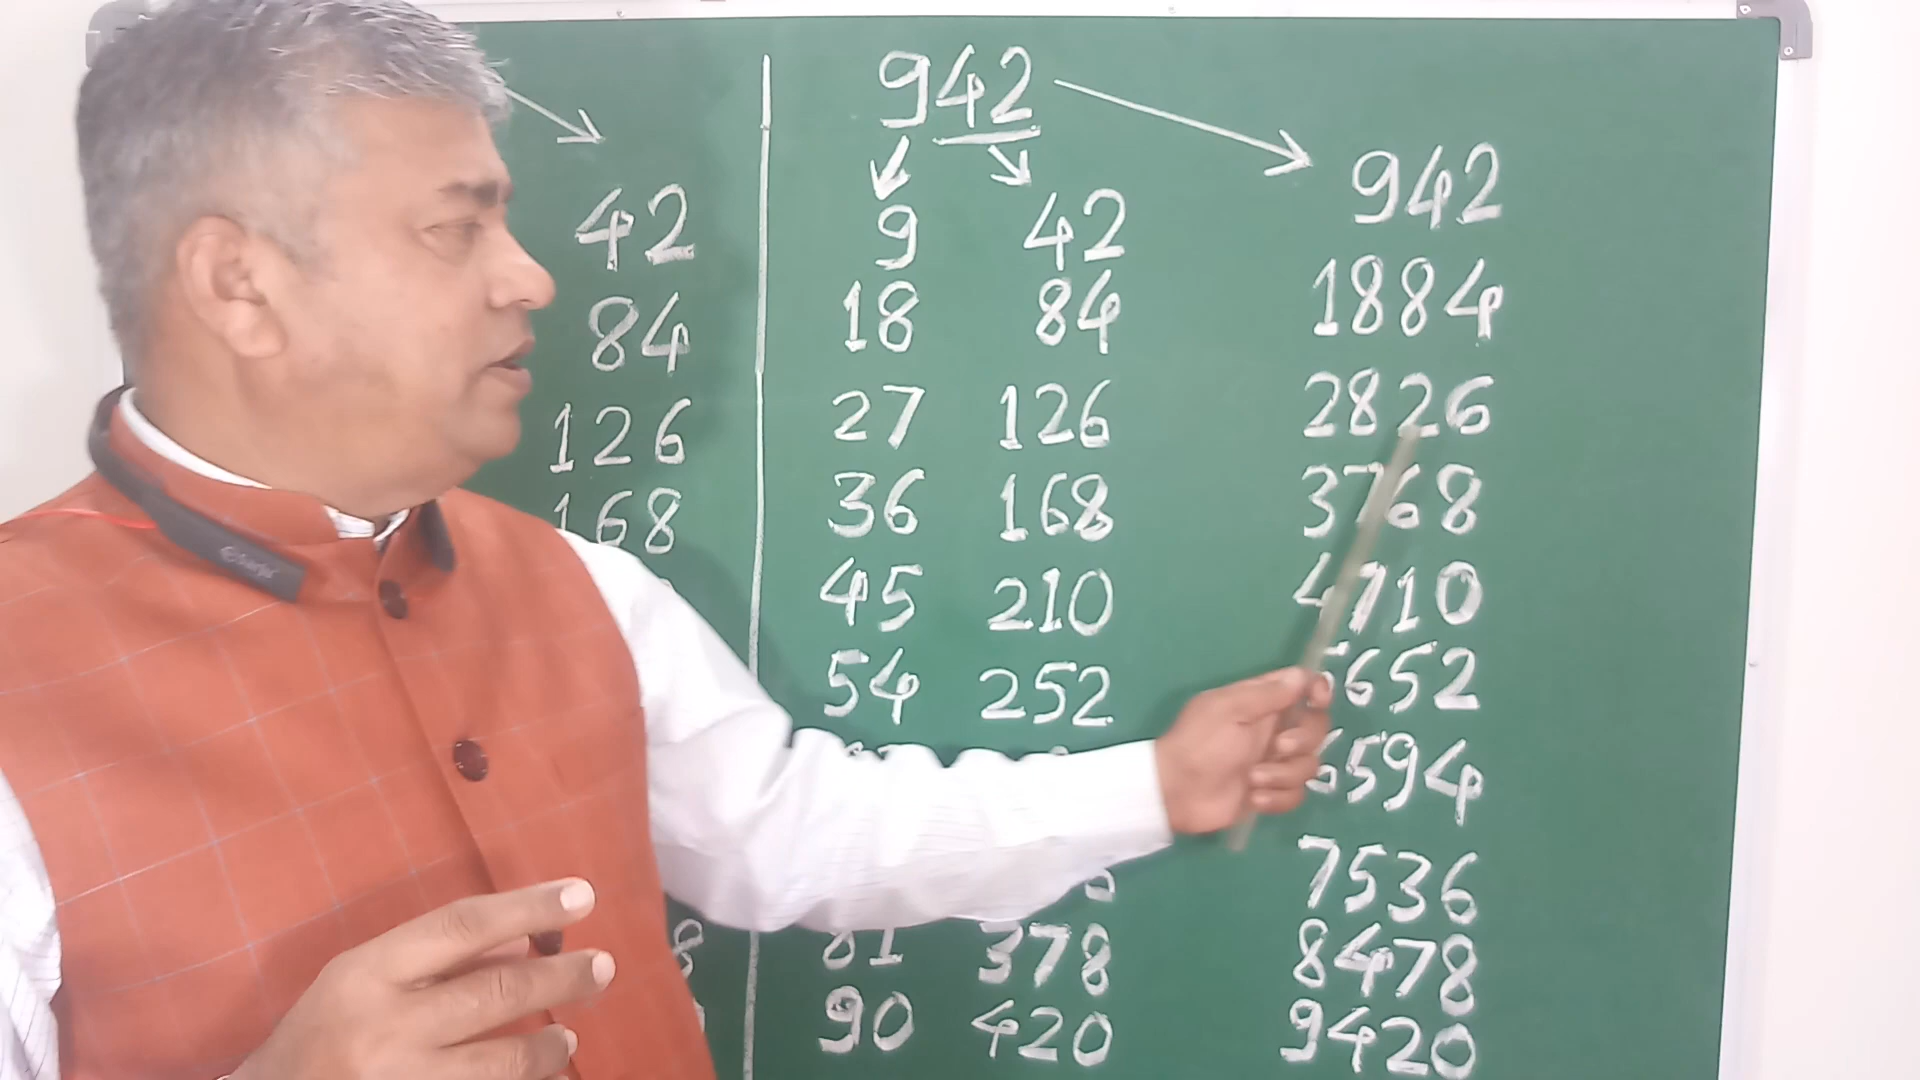 942
42 9 42 942
84 18 84 1884
126 27 126 2826
168 36 168 3768
45 210 4710
54 252 5652
6594
7536
81 378 8478
90 420 9420